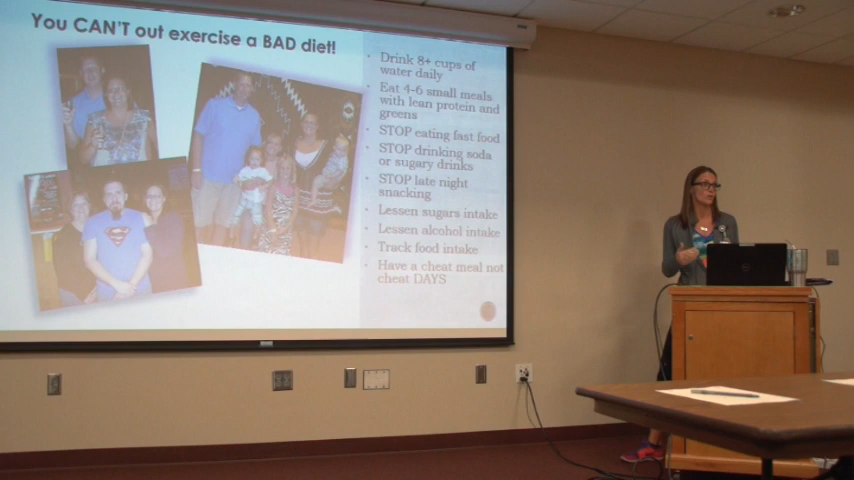 You CAN'T out exercise a BAD diet!
Drink 8+ cups of
water daily
Eat 4-6 small meals
with lean protein and
greens
STOP eating fast food
STOP drinking soda
or sugary drinks
STOP late night
snacking
Lessen sugars intake
Lessen alcohol intake
Track food intake
Have a cheat meal not
cheat DAYS